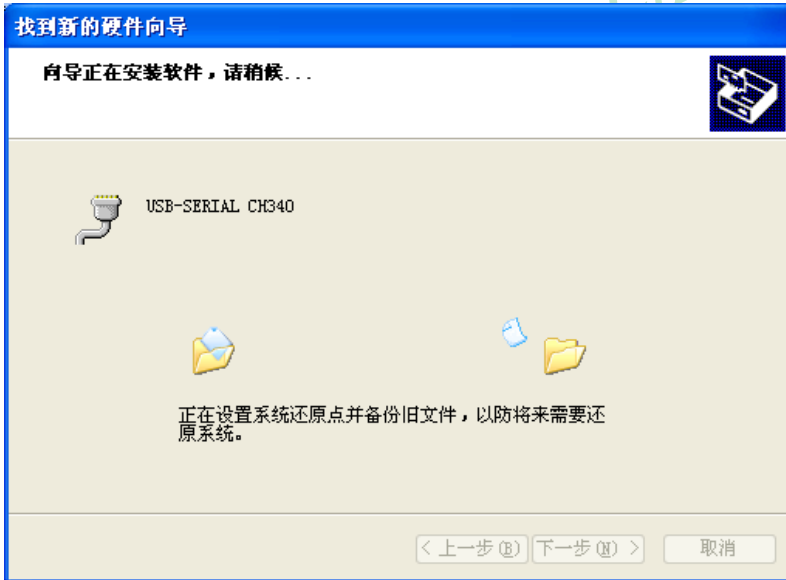 找到新的硬件向导
向导正在安装软件，请稍候...
USB-SERIAL CH340
正在设置系统还原点并备份旧文件，以防将来需要还
原系统。
< 上一步(B) 下一步(N) > 取消